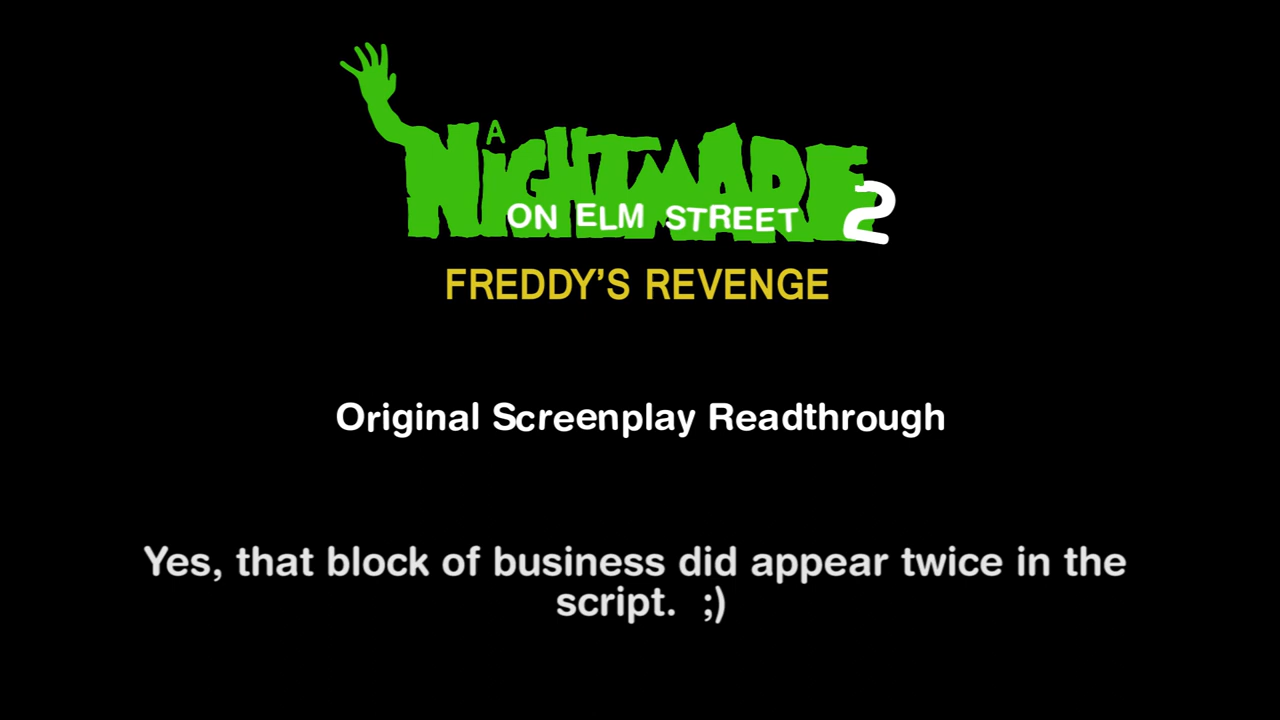 A
NIGHTMARE
ON ELM STREET 2
FREDDY'S REVENGE
Original Screenplay Readthrough
Yes, that block of business did appear twice in the
script.  ;)